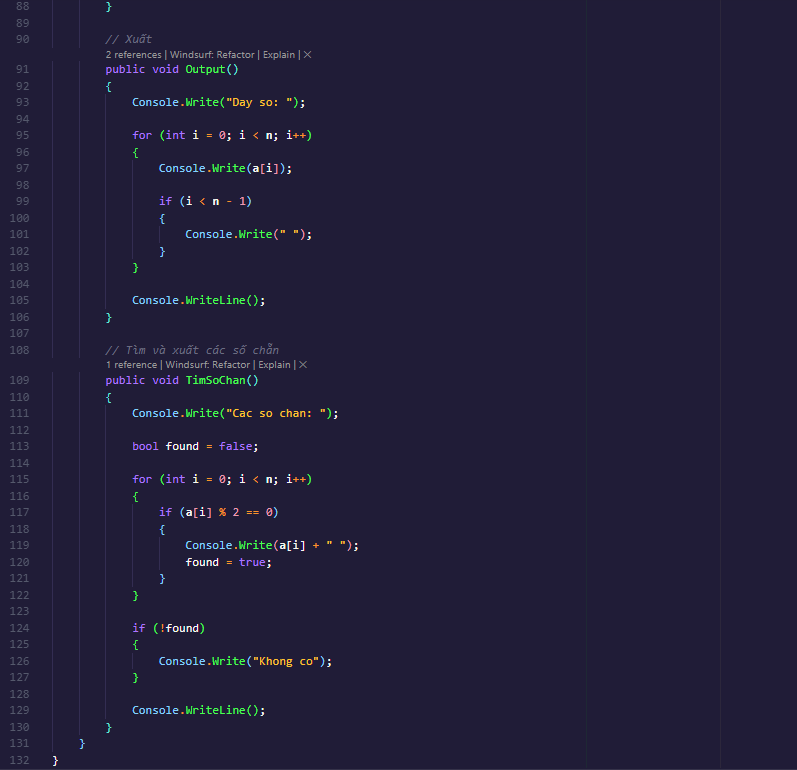 88 }
89
90 // Xuất
2 references | Windsurf: Refactor | Explain | ×
91 public void Output()
92 {
93 Console.Write("Day so: ");
94
95 for (int i = 0; i < n; i++)
96 {
97 Console.Write(a[i]);
98
99 if (i < n - 1)
100 {
101 Console.Write(" ");
102 }
103 }
104
105 Console.WriteLine();
106 }
107
108 // Tìm và xuất các số chẵn
1 reference | Windsurf: Refactor | Explain | ×
109 public void TimSoChan()
110 {
111 Console.Write("Cac so chan: ");
112
113 bool found = false;
114
115 for (int i = 0; i < n; i++)
116 {
117 if (a[i] % 2 == 0)
118 {
119 Console.Write(a[i] + " ");
120 found = true;
121 }
122 }
123
124 if (!found)
125 {
126 Console.Write("Khong co");
127 }
128
129 Console.WriteLine();
130 }
131 }
132 }